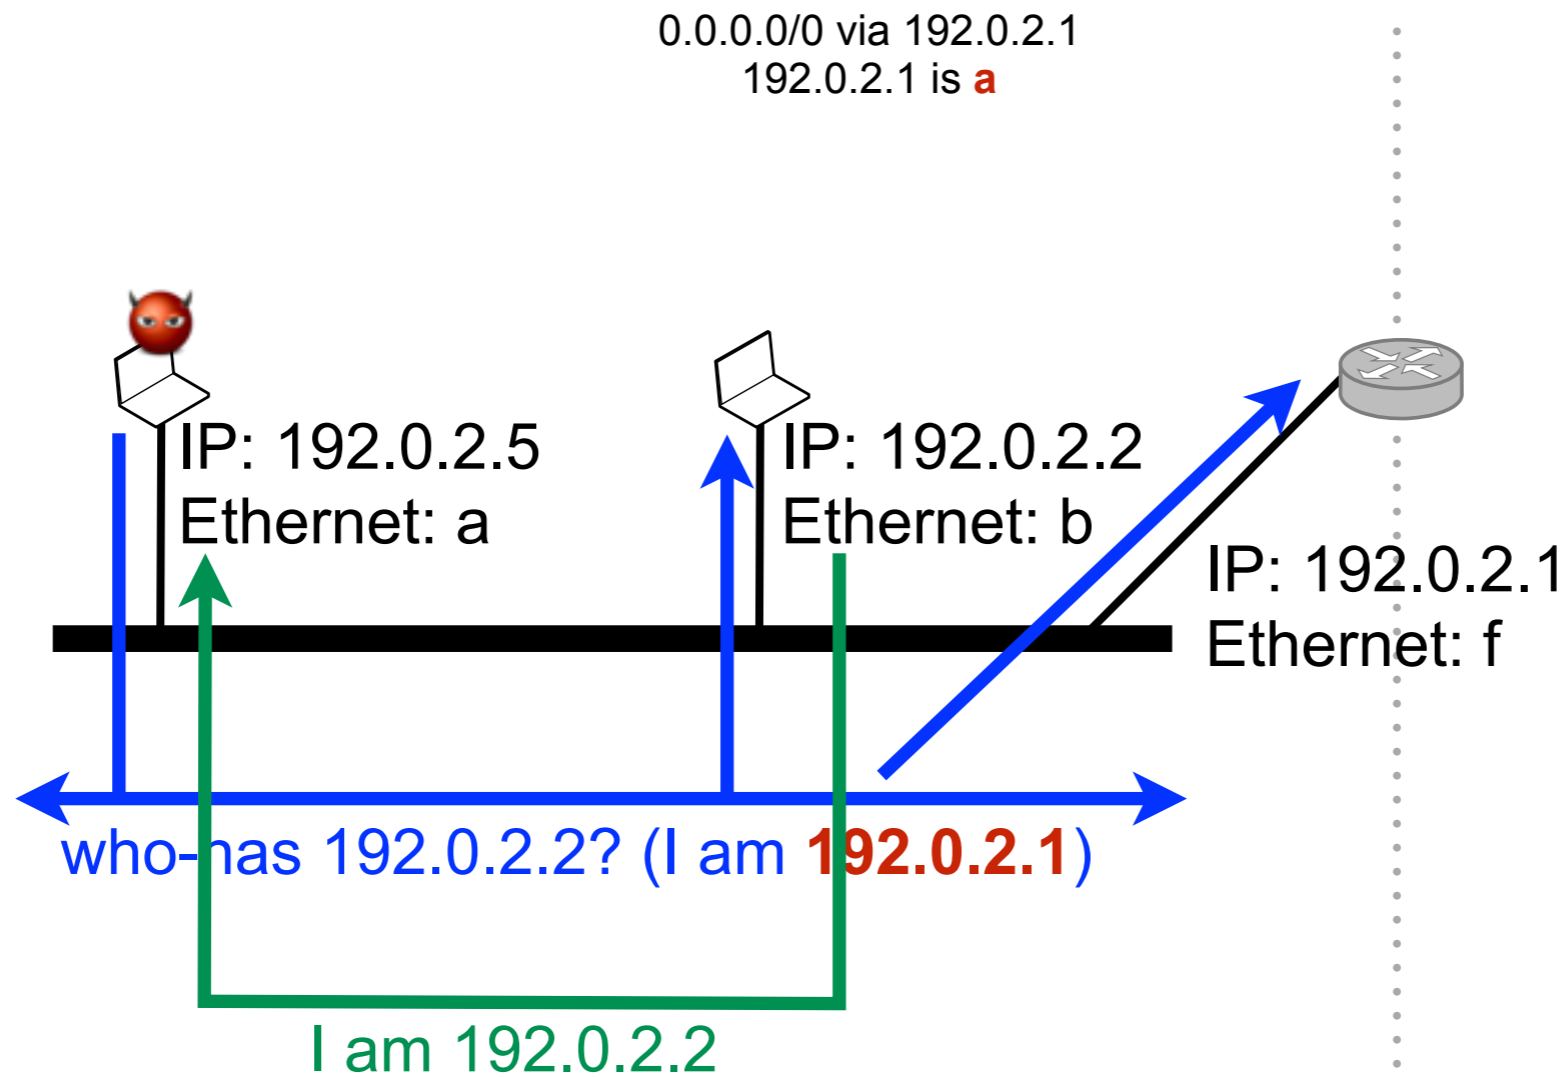 0.0.0.0/0 via 192.0.2.1
192.0.2.1 is a
IP: 192.0.2.5
Ethernet: a
IP: 192.0.2.2
Ethernet: b
IP: 192.0.2.1
Ethernet: f
who-has 192.0.2.2? (I am 192.0.2.1)
I am 192.0.2.2